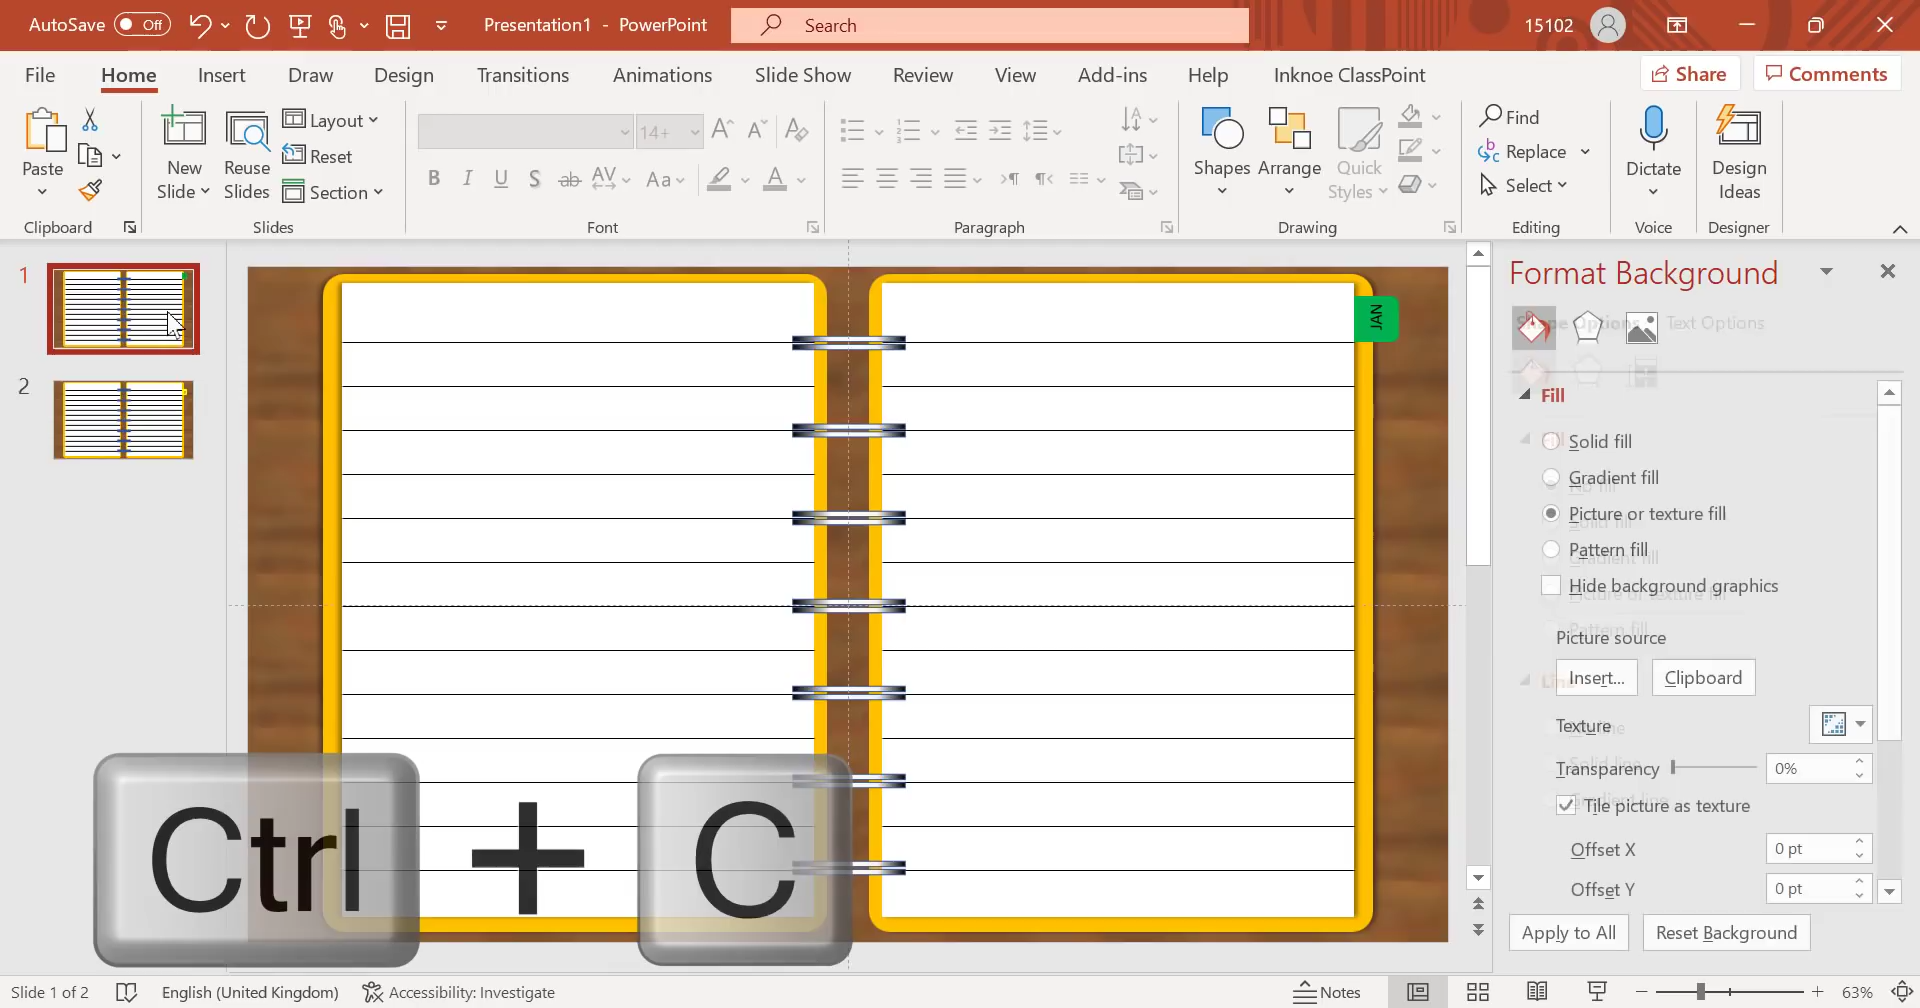 AutoSave Off Presentation1 - PowerPoint Search 15102
File Home Insert Draw Design Transitions Animations Slide Show Review View Add-ins Help Inknoe ClassPoint Share Comments
Paste
New Slide
Reuse Slides
Layout
Reset
Section
14+
B I U S ab AV Aa A
Shapes Arrange Quick Styles
Find
Replace
Select
Dictate
Design Ideas
Clipboard Slides Font Paragraph Drawing Editing Voice Designer
1
2
JAN
Ctrl + C
Format Background
Shape Options Text Options
Fill
Solid fill
Gradient fill
Picture or texture fill
Pattern fill
Hide background graphics
Picture source
Insert... Clipboard
Texture
Transparency 0%
Tile picture as texture
Offset X 0 pt
Offset Y 0 pt
Apply to All Reset Background
Slide 1 of 2 English (United Kingdom) Accessibility: Investigate Notes 63%